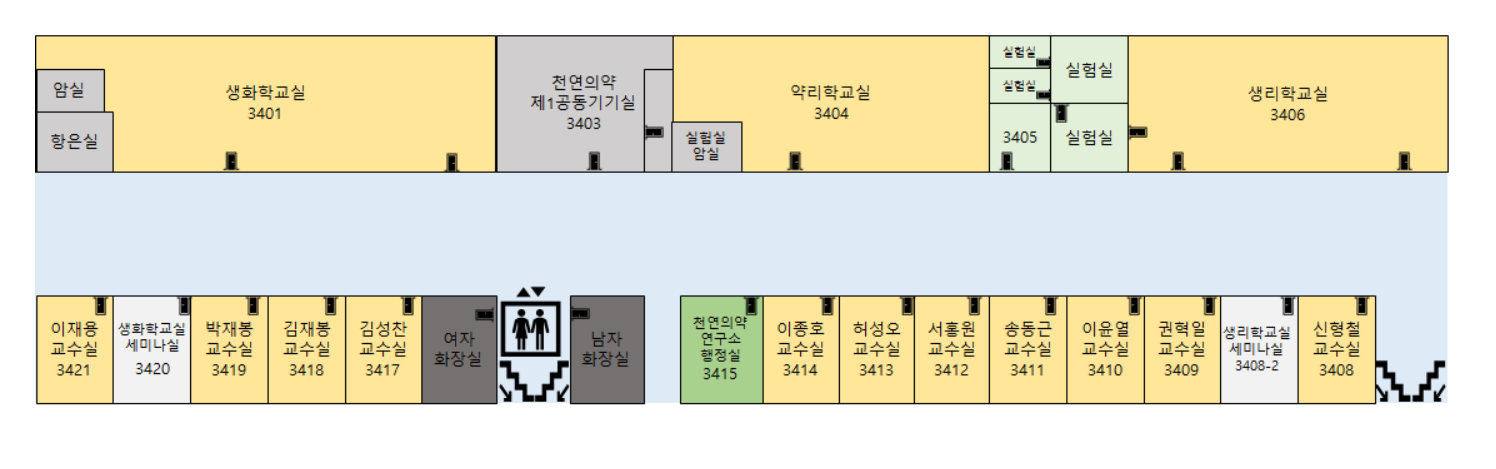 암실
항은실
생화학교실
3401
천연의약
제1공동기기실
3403
실험실
암실
약리학교실
3404
실험실
실험실
3405
실험실
실험실
생리학교실
3406
이재용
교수실
3421
생화학교실
세미나실
3420
박재봉
교수실
3419
김재봉
교수실
3418
김성찬
교수실
3417
여자
화장실
남자
화장실
천연의약
연구소
행정실
3415
이종호
교수실
3414
허성오
교수실
3413
서홍원
교수실
3412
송동근
교수실
3411
이윤열
교수실
3410
권혁일
교수실
3409
생리학교실
세미나실
3408-2
신형철
교수실
3408